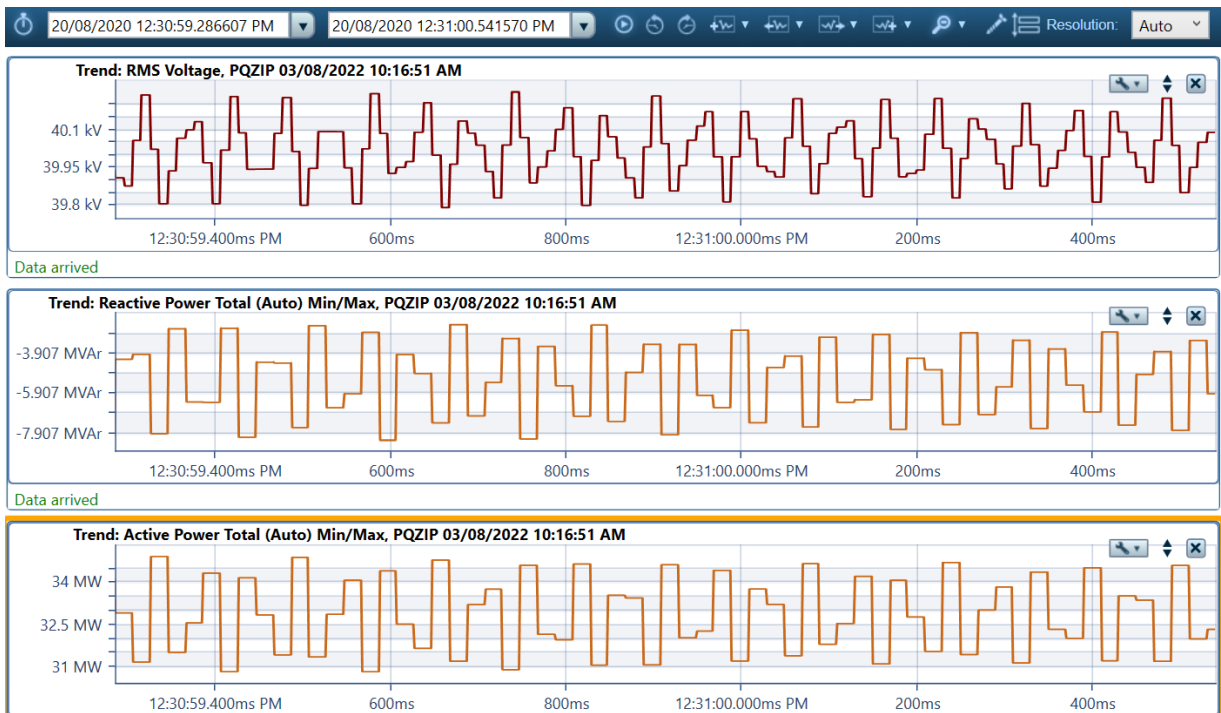 20/08/2020 12:30:59.286607 PM 20/08/2020 12:31:00.541570 PM Resolution: Auto
Trend: RMS Voltage, PQZIP 03/08/2022 10:16:51 AM
40.1 kV
39.95 kV
39.8 kV
12:30:59.400ms PM 600ms 800ms 12:31:00.000ms PM 200ms 400ms
Data arrived
Trend: Reactive Power Total (Auto) Min/Max, PQZIP 03/08/2022 10:16:51 AM
-3.907 MVAr
-5.907 MVAr
-7.907 MVAr
12:30:59.400ms PM 600ms 800ms 12:31:00.000ms PM 200ms 400ms
Data arrived
Trend: Active Power Total (Auto) Min/Max, PQZIP 03/08/2022 10:16:51 AM
34 MW
32.5 MW
31 MW
12:30:59.400ms PM 600ms 800ms 12:31:00.000ms PM 200ms 400ms